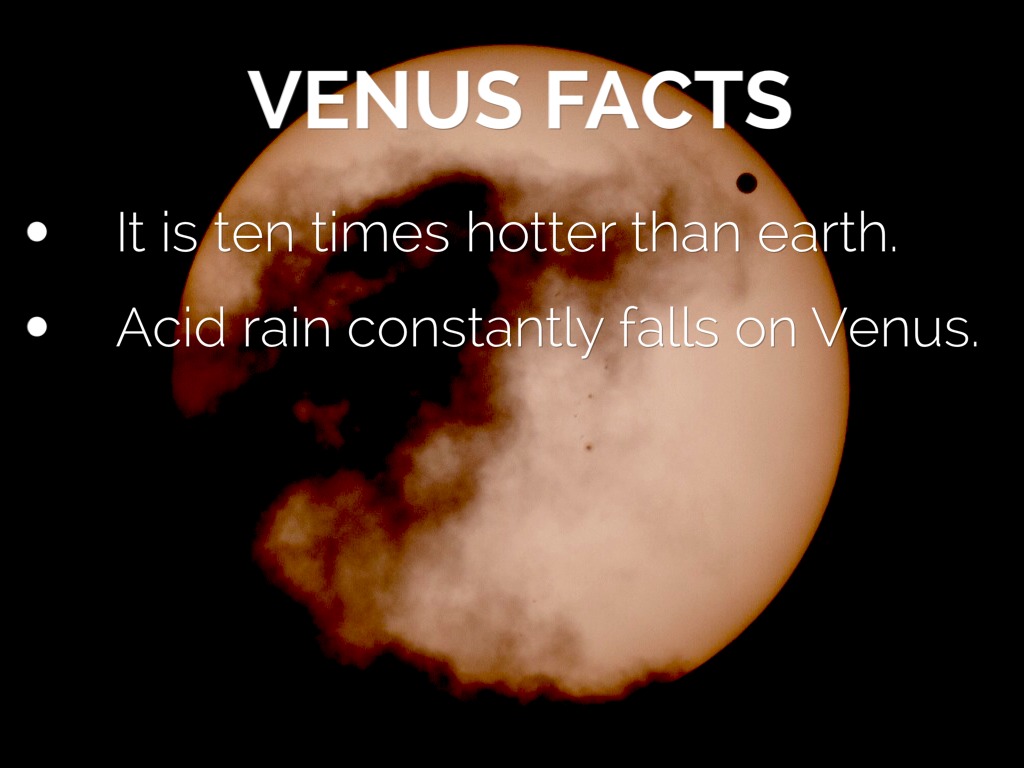 VENUS FACTS
• It is ten times hotter than earth.
• Acid rain constantly falls on Venus.